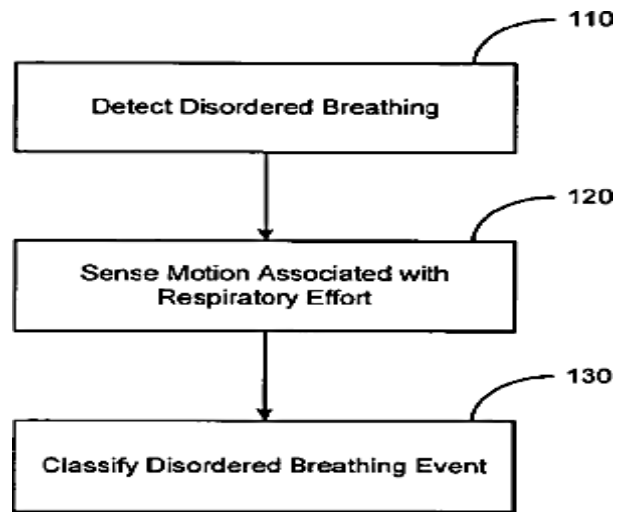 110
Detect Disordered Breathing
120
Sense Motion Associated with
Respiratory Effort
130
Classify Disordered Breathing Event